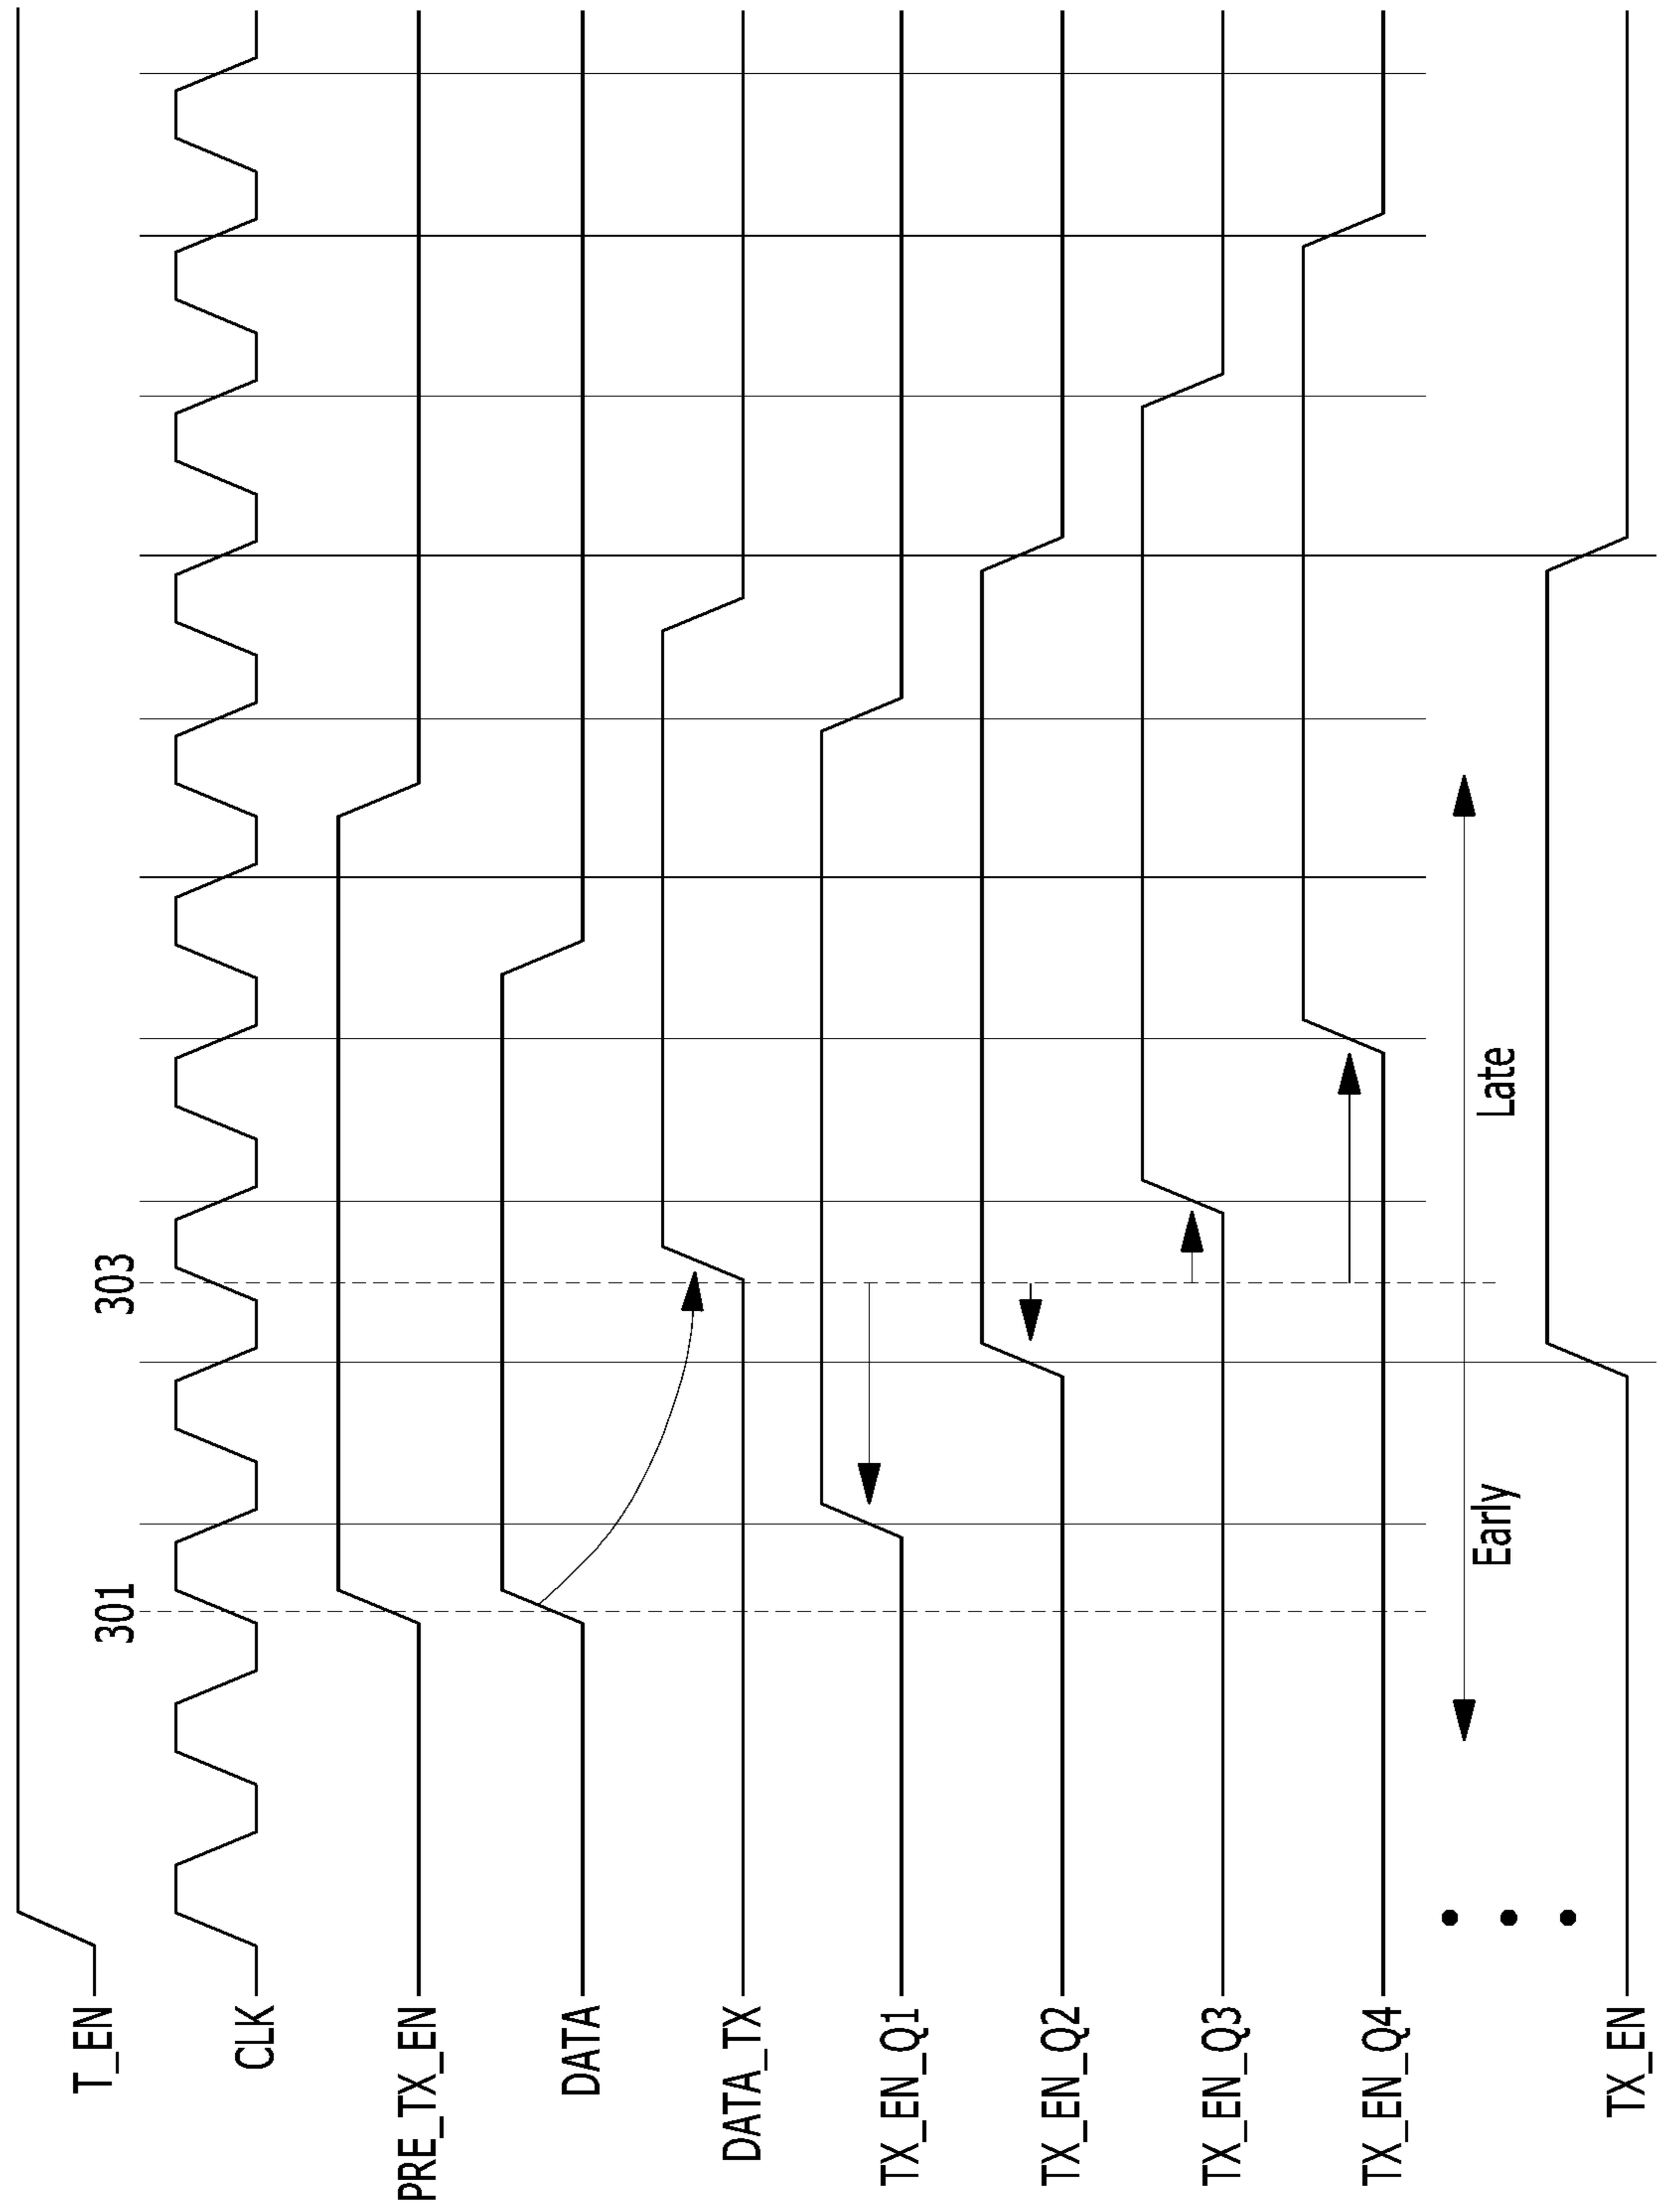 T_EN
301
303
CLK
PRE_TX_EN
DATA
DATA_TX
TX_EN_Q1
TX_EN_Q2
TX_EN_Q3
TX_EN_Q4
Early
Late
TX_EN